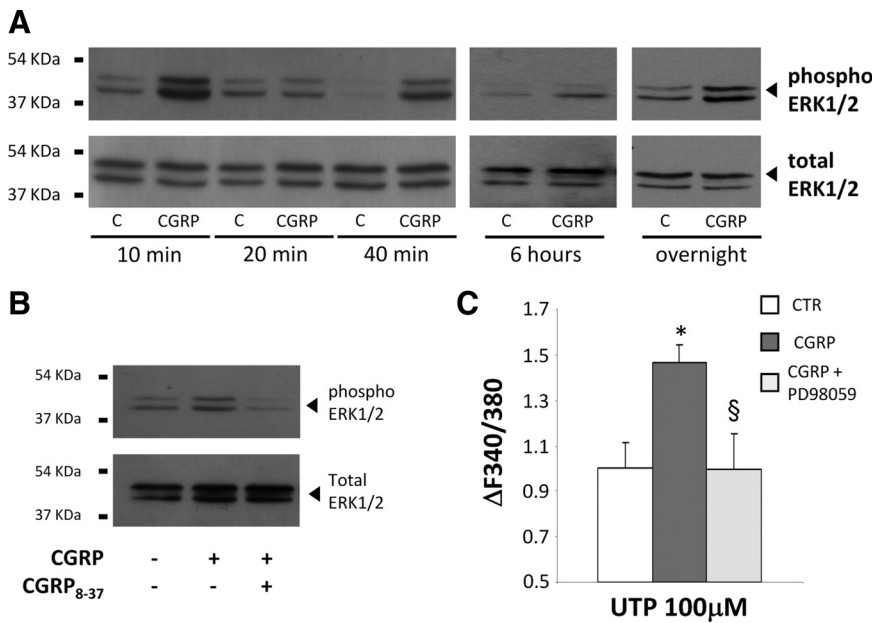 A
54 KDa
37 KDa
phospho
ERK1/2
54 KDa
37 KDa
total
ERK1/2
C CGRP C CGRP C CGRP C CGRP C CGRP
10 min 20 min 40 min 6 hours overnight
B
54 KDa
37 KDa
phospho
ERK1/2
54 KDa
37 KDa
Total
ERK1/2
CGRP - + +
CGRP8-37 - - +
C
1.7
1.5
1.3
1.1
0.9
0.7
0.5
ΔF340/380
*
§
UTP 100μM
CTR
CGRP
CGRP +
PD98059